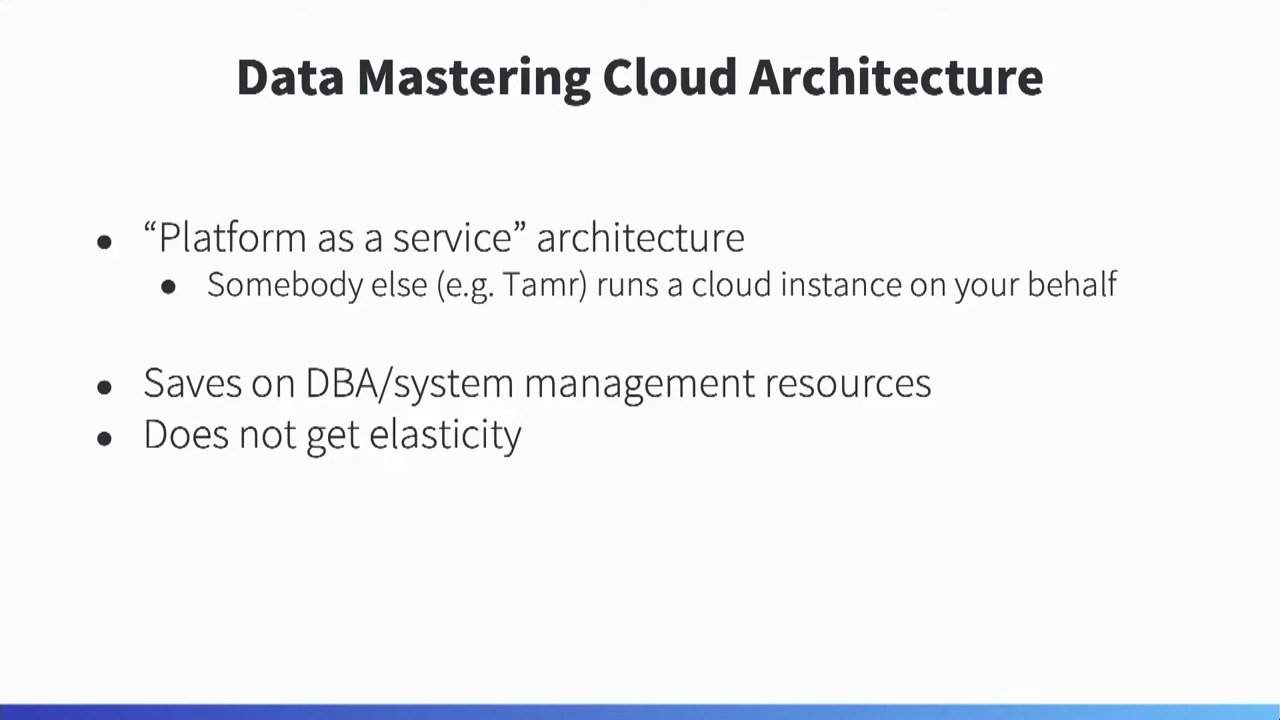 Data Mastering Cloud Architecture
● “Platform as a service” architecture
● Somebody else (e.g. Tamr) runs a cloud instance on your behalf
● Saves on DBA/system management resources
● Does not get elasticity